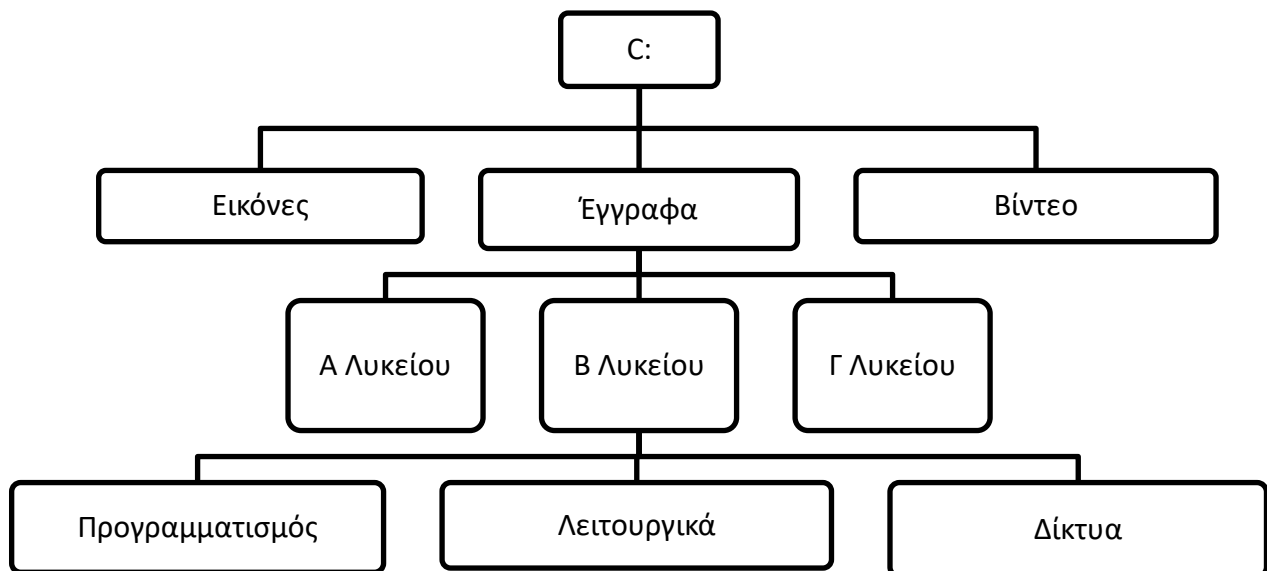 C:
Εικόνες
Έγγραφα
Βίντεο
Α Λυκείου
Β Λυκείου
Γ Λυκείου
Προγραμματισμός
Λειτουργικά
Δίκτυα